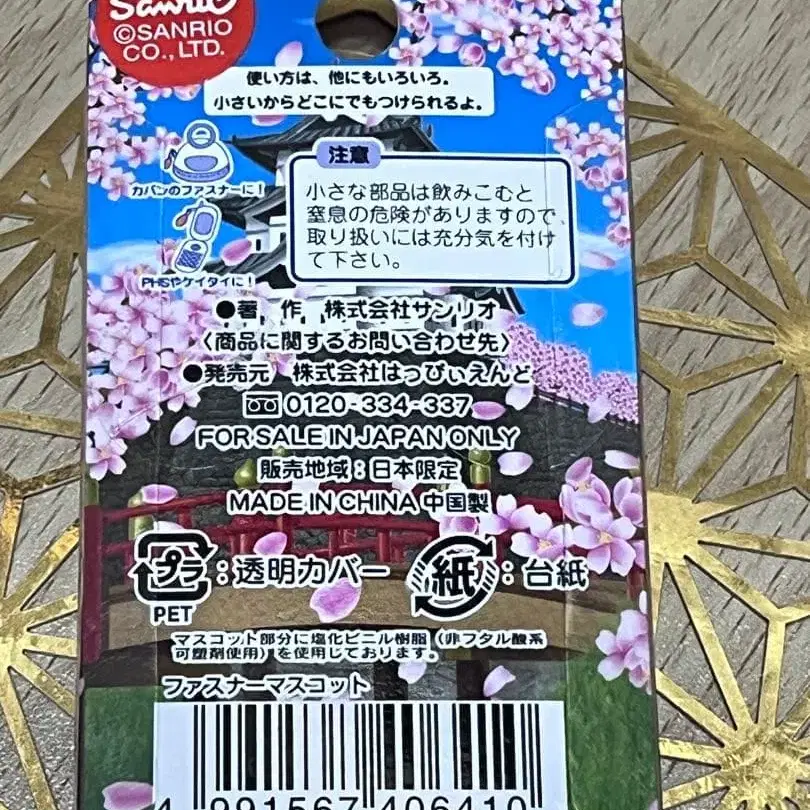 Sanrio
©SANRIO
CO., LTD.
使い方は、他にもいろいろ。
小さいからどこにでもつけられるよ。
カバンのファスナーに!
PHSやケイタイに!
注意
小さな部品は飲みこむと
窒息の危険がありますので、
取り扱いには充分気を付け
て下さい。
●著 作 株式会社サンリオ
〈商品に関するお問い合わせ先〉
●発売元 株式会社はっぴぃえんど
0120-334-337
FOR SALE IN JAPAN ONLY
販売地域:日本限定
MADE IN CHINA 中国製
プラ:透明カバー
PET
紙:台紙
マスコット部分に塩化ビニル樹脂(非フタル酸系
可塑剤使用)を使用しております。
ファスナーマスコット
4 991567 406410